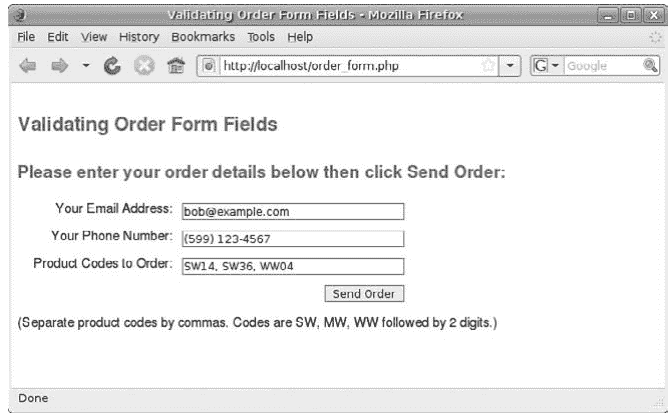 Validating Order Form Fields - Mozilla Firefox
File Edit View History Bookmarks Tools Help
http://localhost/order_form.php G Google
Validating Order Form Fields
Please enter your order details below then click Send Order:
Your Email Address: bob@example.com
Your Phone Number: (599) 123-4567
Product Codes to Order: SW14, SW36, WW04
Send Order
(Separate product codes by commas. Codes are SW, MW, WW followed by 2 digits.)
Done